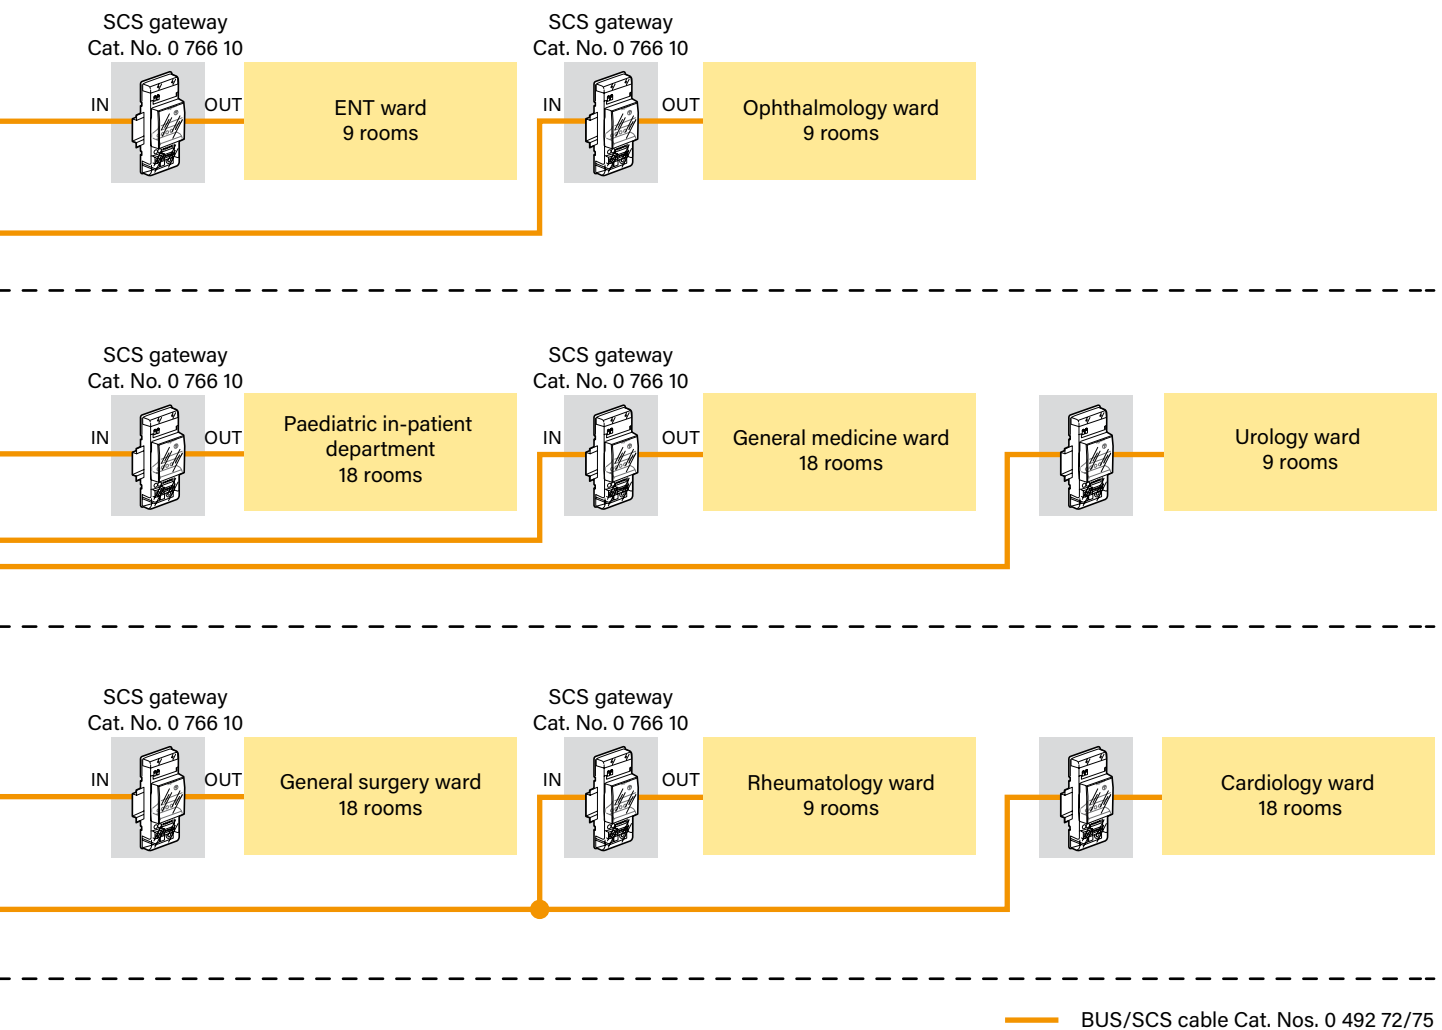 SCS gateway
Cat. No. 0 766 10
IN
OUT
ENT ward
9 rooms
SCS gateway
Cat. No. 0 766 10
IN
OUT
Ophthalmology ward
9 rooms
SCS gateway
Cat. No. 0 766 10
IN
OUT
Paediatric in-patient
department
18 rooms
SCS gateway
Cat. No. 0 766 10
IN
OUT
General medicine ward
18 rooms
Urology ward
9 rooms
SCS gateway
Cat. No. 0 766 10
IN
OUT
General surgery ward
18 rooms
SCS gateway
Cat. No. 0 766 10
IN
OUT
Rheumatology ward
9 rooms
Cardiology ward
18 rooms
BUS/SCS cable Cat. Nos. 0 492 72/75